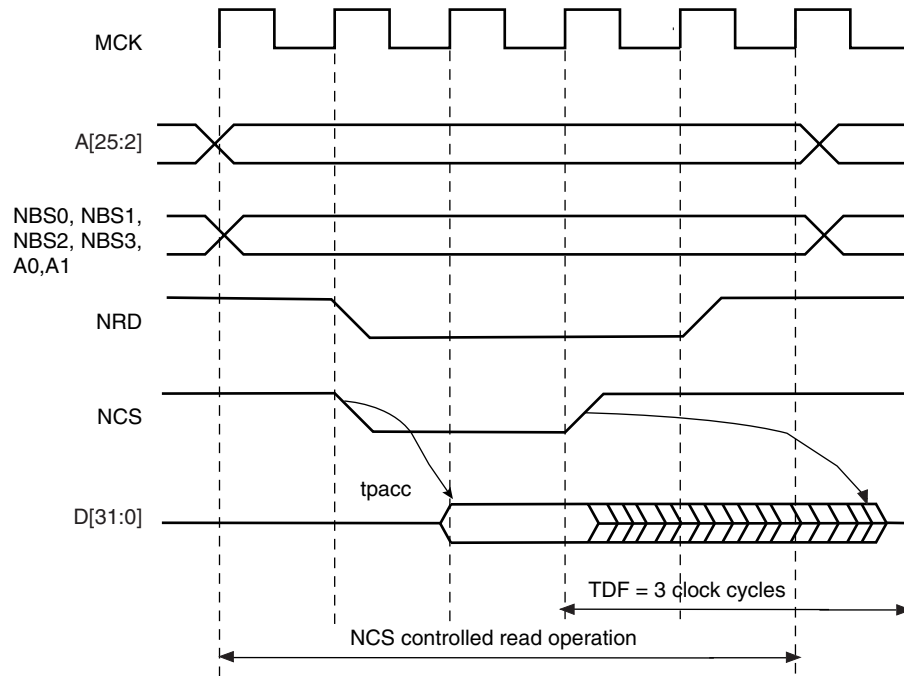 MCK
A[25:2]
NBS0, NBS1,
NBS2, NBS3,
A0,A1
NRD
NCS
tpacc
D[31:0]
TDF = 3 clock cycles
NCS controlled read operation